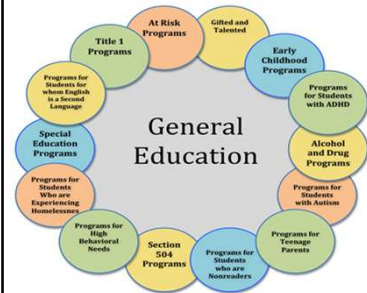 General
Education
At Risk
Programs
Gifted and
Talented
Early
Childhood
Programs
Programs
for Students
with ADHD
Alcohol
and Drug
Programs
Programs for
Students
with Autism
Programs for
Teenage
Parents
Programs for
Students
who are
Nonreaders
Section
504
Programs
Programs for
High
Behavioral
Needs
Programs for
Students
Who are
Experiencing
Homelessnes
Special
Education
Programs
Programs for
Students for
whom English
is a Second
Language
Title 1
Programs